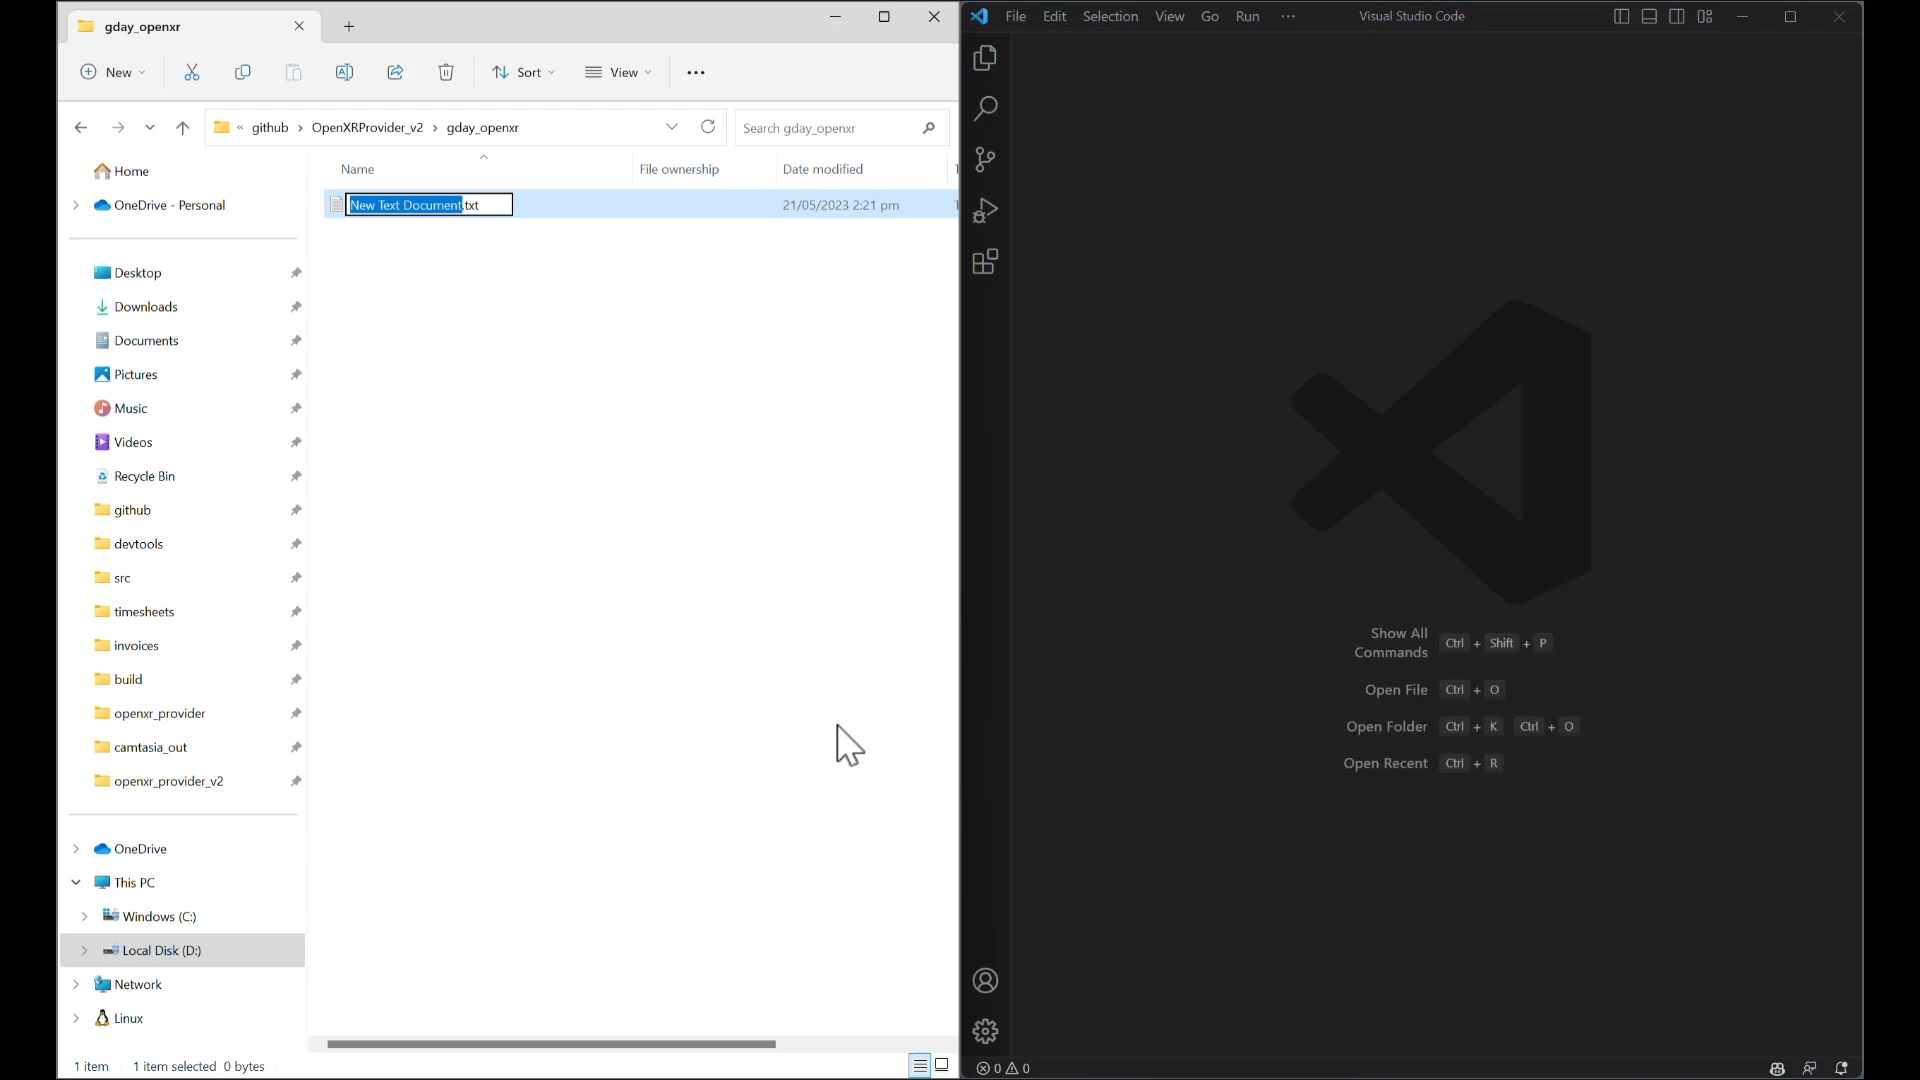 gday_openxr
New
Sort
View
«
github > OpenXRProvider_v2 > gday_openxr
Search gday_openxr
Name
File ownership
Date modified
New Text Document.txt
21/05/2023 2:21 pm
Home
OneDrive - Personal
Desktop
Downloads
Documents
Pictures
Music
Videos
Recycle Bin
github
devtools
src
timesheets
invoices
build
openxr_provider
camtasia_out
openxr_provider_v2
OneDrive
This PC
Windows (C:)
Local Disk (D:)
Network
Linux
1 item
1 item selected 0 bytes
File Edit Selection View Go Run ···
Visual Studio Code
Show All
Commands
Ctrl + Shift + P
Open File Ctrl + O
Open Folder Ctrl + K Ctrl + O
Open Recent Ctrl + R
0 0